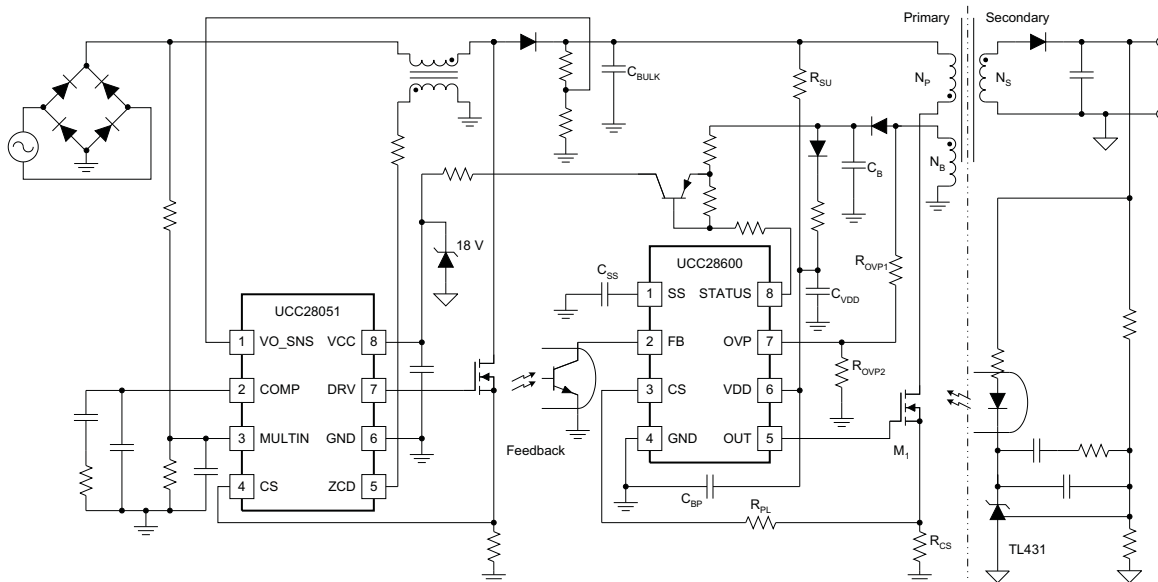 Primary
Secondary
C_BULK
R_SU
N_P
N_S
C_B
N_B
18 V
R_OVP1
UCC28600
C_SS
C_VDD
1 SS STATUS 8
2 FB OVP 7
3 CS VDD 6
4 GND OUT 5
R_OVP2
UCC28051
1 VO_SNS VCC 8
2 COMP DRV 7
3 MULTIN GND 6
4 CS ZCD 5
Feedback
M_1
C_BP
R_PL
R_CS
TL431